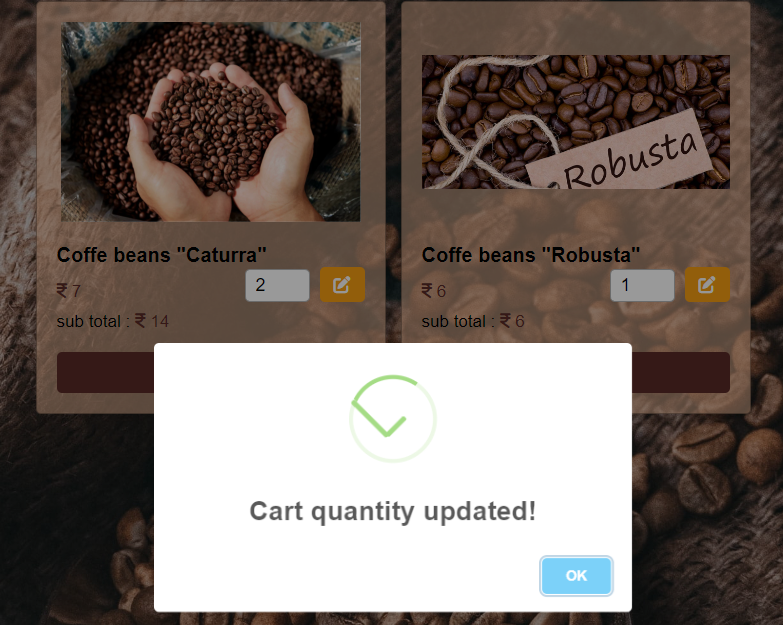 Robusta
Coffe beans "Caturra"
₹ 7
2
sub total : ₹ 14
Coffe beans "Robusta"
₹ 6
1
sub total : ₹ 6
Cart quantity updated!
OK